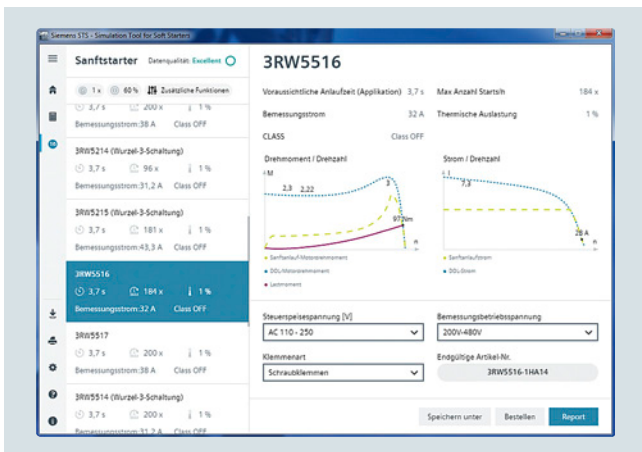 Siemens STS - Simulation Tool for Soft Starters
Sanftstarter Datenqualität: Excellent
1 x 60 % Zusätzliche Funktionen
3,7 s 200 x 1 %
Bemessungsstrom:38 A Class OFF
3RW5214 (Wurzel-3-Schaltung)
3,7 s 96 x 1 %
Bemessungsstrom:31,2 A Class OFF
3RW5215 (Wurzel-3-Schaltung)
3,7 s 181 x 1 %
Bemessungsstrom:43,3 A Class OFF
3RW5516
3,7 s 184 x 1 %
Bemessungsstrom:32 A Class OFF
3RW5517
3,7 s 200 x 1 %
Bemessungsstrom:38 A Class OFF
3RW5514 (Wurzel-3-Schaltung)
3,7 s 200 x 1 %
Bemessungsstrom:31,2 A Class OFF
3RW5516
Voraussichtliche Anlaufzeit (Applikation) 3,7 s Max Anzahl Starts/h 184 x
Bemessungsstrom 32 A Thermische Auslastung 1 %
CLASS Class OFF
Drehmoment / Drehzahl
M
2,3 2,22 3
97 Nm
n
Sanftanlauf-Motordrehmoment
DOL-Motordrehmoment
Lastmoment
Strom / Drehzahl
I
7,3
28 A
n
Sanftanlaufstrom
DOL-Strom
Steuerspeisespannung [V] Bemessungsbetriebsspannung
AC 110 - 250 200V-480V
Klemmenart Endgültige Artikel-Nr.
Schraubklemmen 3RW5516-1HA14
Speichern unter Bestellen Report